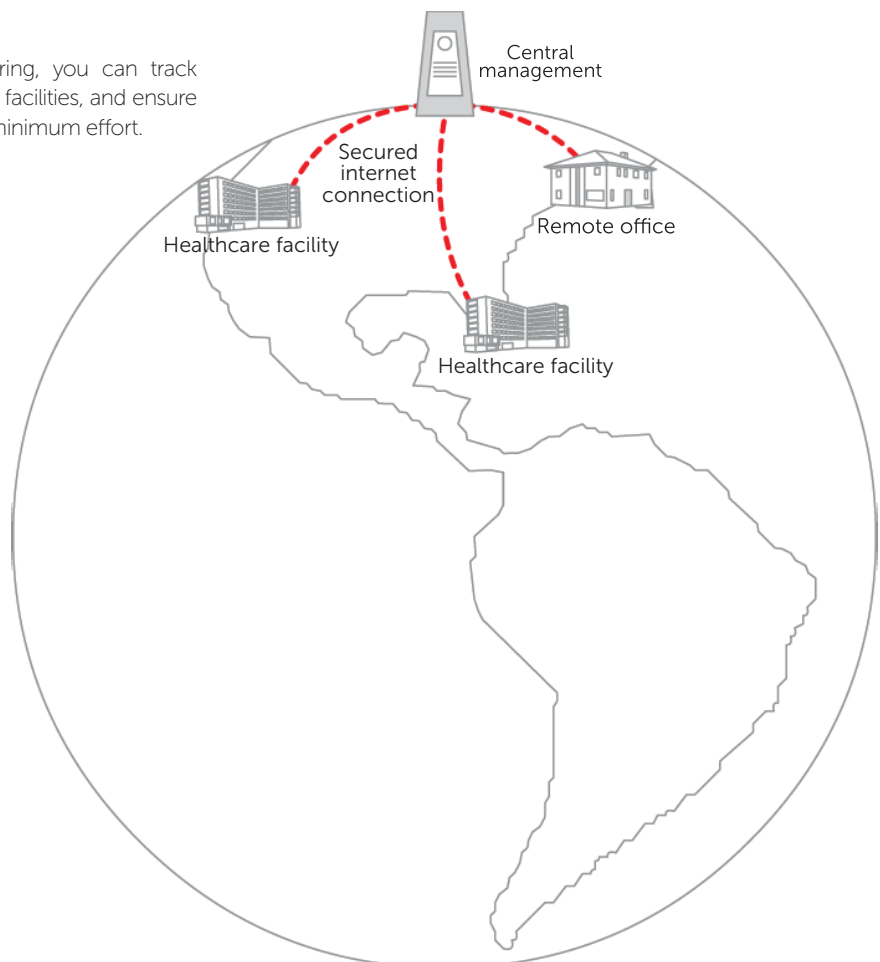 ring, you can track
facilities, and ensure
minimum effort.
Central
management
Secured
internet
connection
Healthcare facility
Remote office
Healthcare facility